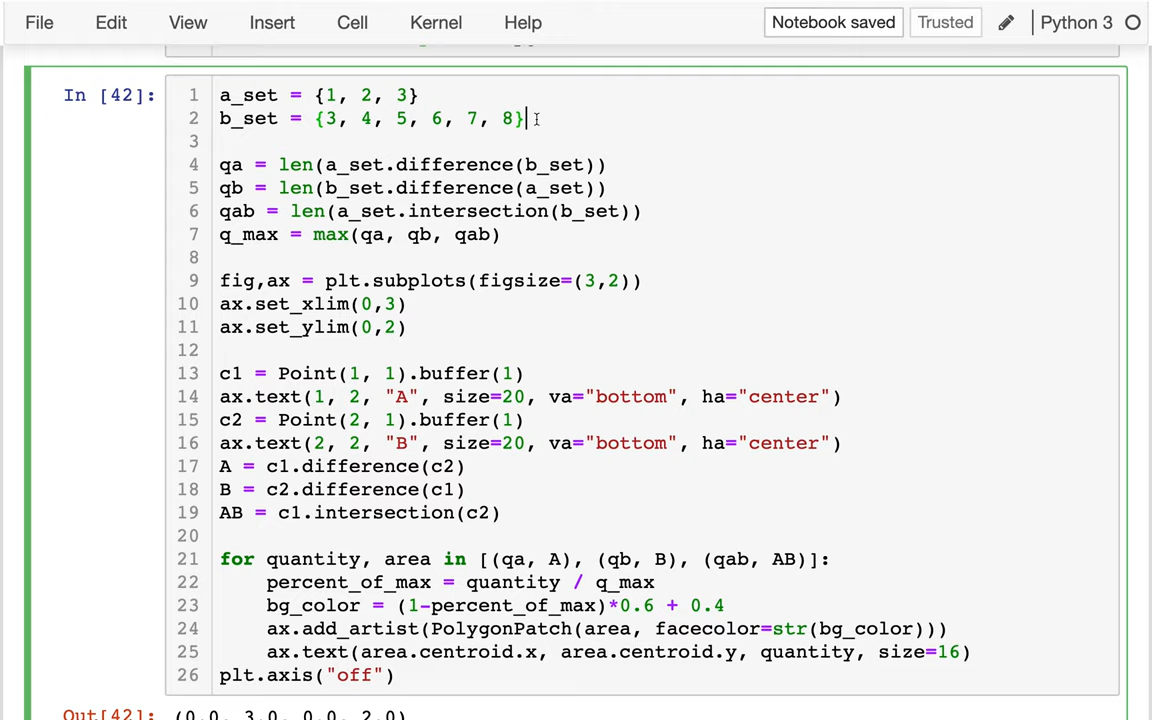 File Edit View Insert Cell Kernel Help Notebook saved Trusted Python 3
In [42]:
1 a_set = {1, 2, 3}
2 b_set = {3, 4, 5, 6, 7, 8}
3
4 qa = len(a_set.difference(b_set))
5 qb = len(b_set.difference(a_set))
6 qab = len(a_set.intersection(b_set))
7 q_max = max(qa, qb, qab)
8
9 fig,ax = plt.subplots(figsize=(3,2))
10 ax.set_xlim(0,3)
11 ax.set_ylim(0,2)
12
13 c1 = Point(1, 1).buffer(1)
14 ax.text(1, 2, "A", size=20, va="bottom", ha="center")
15 c2 = Point(2, 1).buffer(1)
16 ax.text(2, 2, "B", size=20, va="bottom", ha="center")
17 A = c1.difference(c2)
18 B = c2.difference(c1)
19 AB = c1.intersection(c2)
20
21 for quantity, area in [(qa, A), (qb, B), (qab, AB)]:
22     percent_of_max = quantity / q_max
23     bg_color = (1-percent_of_max)*0.6 + 0.4
24     ax.add_artist(PolygonPatch(area, facecolor=str(bg_color)))
25     ax.text(area.centroid.x, area.centroid.y, quantity, size=16)
26 plt.axis("off")
Out[42]: (0.0, 3.0, 0.0, 2.0)